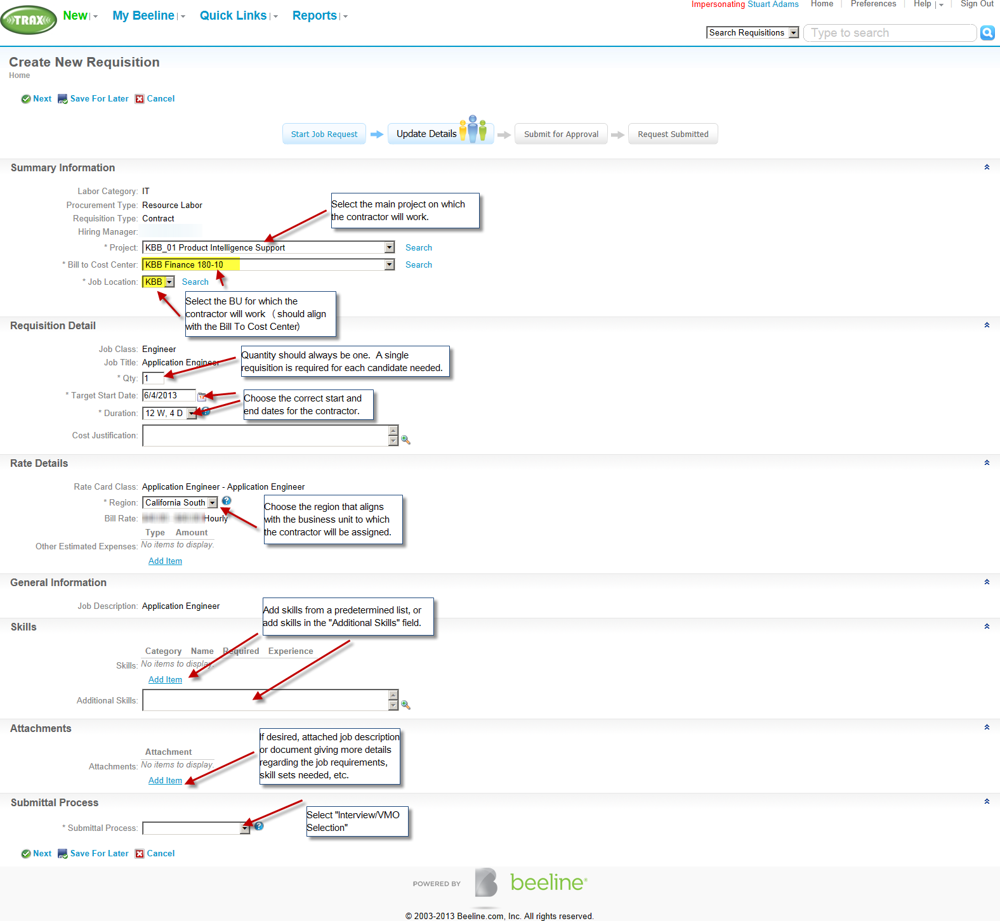 TRAX
New
My Beeline
Quick Links
Reports
Impersonating Stuart Adams
Home
Preferences
Help
Sign Out
Search Requisitions
Type to search
Create New Requisition
Home
Next
Save For Later
Cancel
Start Job Request
Update Details
Submit for Approval
Request Submitted
Summary Information
Labor Category: IT
Procurement Type: Resource Labor
Requisition Type: Contract
Hiring Manager:
Select the main project on which
the contractor will work.
* Project: KBB_01 Product Intelligence Support Search
* Bill to Cost Center: KBB Finance 180-10 Search
* Job Location: KBB Search
Select the BU for which the
contractor will work (should align
with the Bill To Cost Center)
Requisition Detail
Job Class: Engineer
Job Title: Application Engineer
Quantity should always be one.  A single
requisition is required for each candidate needed.
* Qty: 1
* Target Start Date: 6/4/2013
* Duration: 12 W, 4 D
Choose the correct start and
end dates for the contractor.
Cost Justification:
Rate Details
Rate Card Class: Application Engineer - Application Engineer
* Region: California South
Bill Rate: Hourly
Choose the region that aligns
with the business unit to which
the contractor will be assigned.
Type Amount
Other Estimated Expenses: No items to display.
Add Item
General Information
Job Description: Application Engineer
Add skills from a predetermined list, or
add skills in the "Additional Skills" field.
Skills
Category Name Required Experience
Skills: No items to display.
Add Item
Additional Skills:
Attachments
If desired, attached job description
or document giving more details
regarding the job requirements,
skill sets needed, etc.
Attachment
Attachments: No items to display.
Add Item
Submittal Process
* Submittal Process:
Select "Interview/VMO
Selection"
Next
Save For Later
Cancel
POWERED BY
beeline®
© 2003-2013 Beeline.com, Inc. All rights reserved.